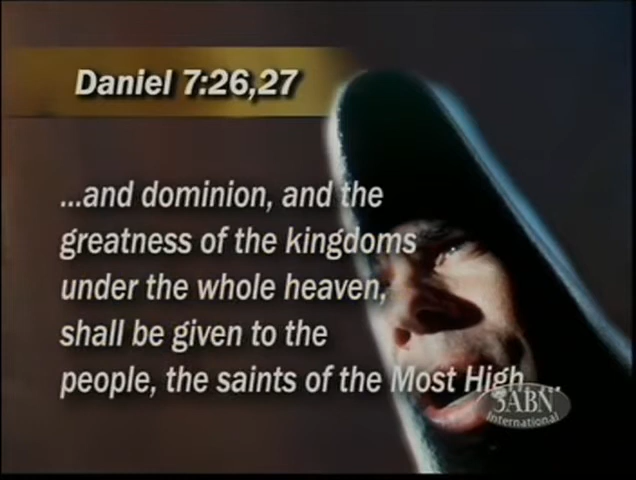 Daniel 7:26,27
...and dominion, and the
greatness of the kingdoms
under the whole heaven,
shall be given to the
people, the saints of the Most High...
3ABN
International